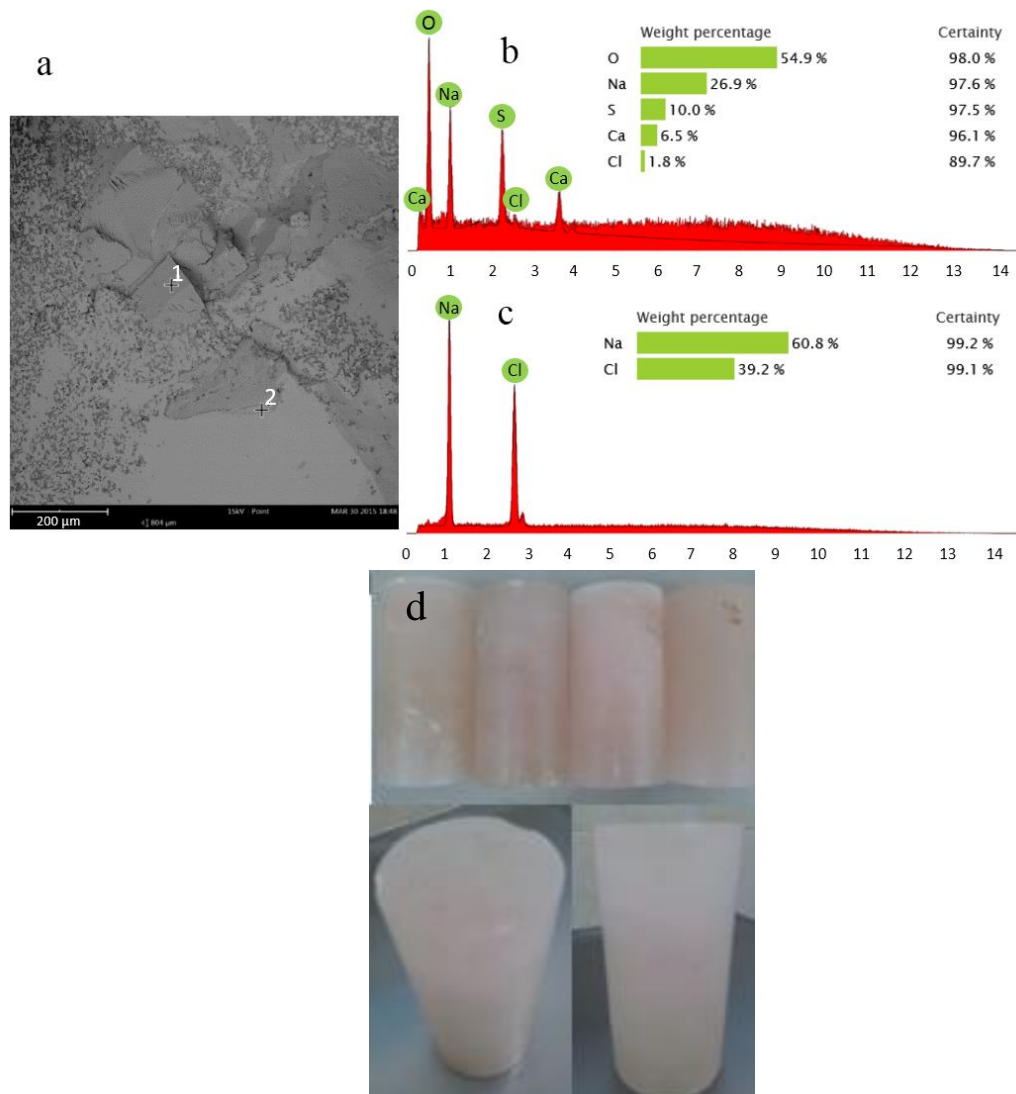 a
1
2
200 µm
804 µm
15kV - Point
MAR 30 2015 18:48
b
O
Na
S
Ca
Cl
Ca
Weight percentage Certainty
O 54.9 % 98.0 %
Na 26.9 % 97.6 %
S 10.0 % 97.5 %
Ca 6.5 % 96.1 %
Cl 1.8 % 89.7 %
0 1 2 3 4 5 6 7 8 9 10 11 12 13 14
c
Na
Cl
Weight percentage Certainty
Na 60.8 % 99.2 %
Cl 39.2 % 99.1 %
0 1 2 3 4 5 6 7 8 9 10 11 12 13 14
d